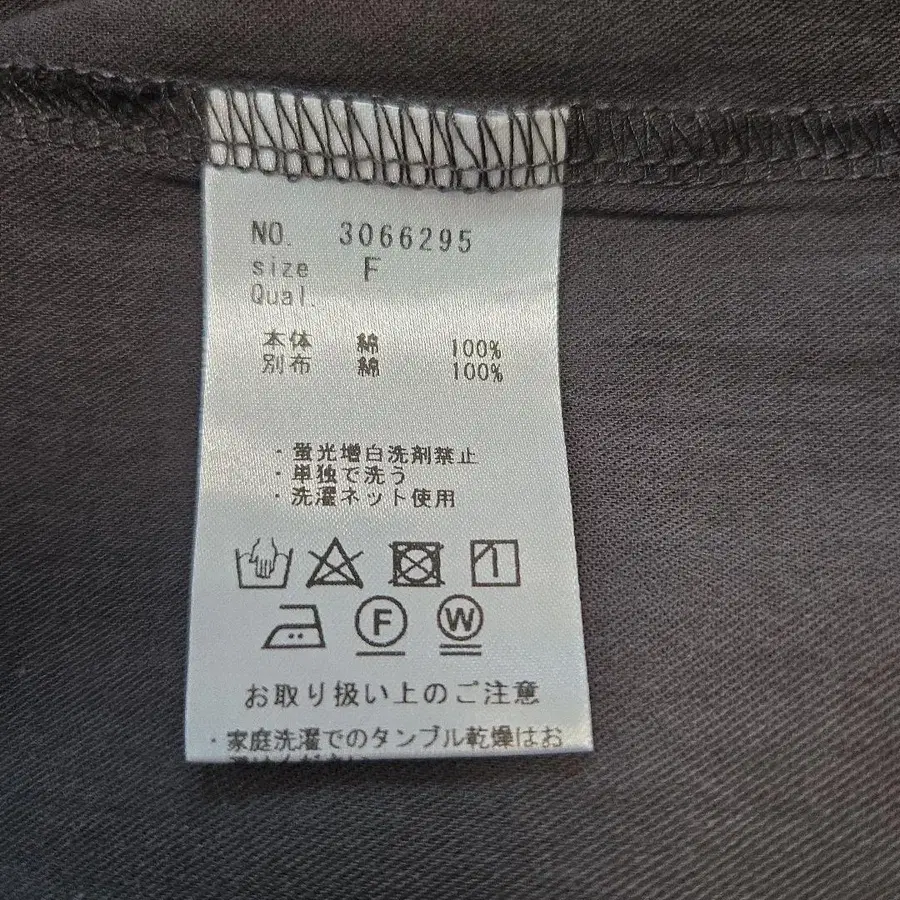 NO. 3066295
size F
Qual.
本体 綿 100%
別布 綿 100%
・蛍光増白洗剤禁止
・単独で洗う
・洗濯ネット使用
F W
お取り扱い上のご注意
・家庭洗濯でのタンブル乾燥はお